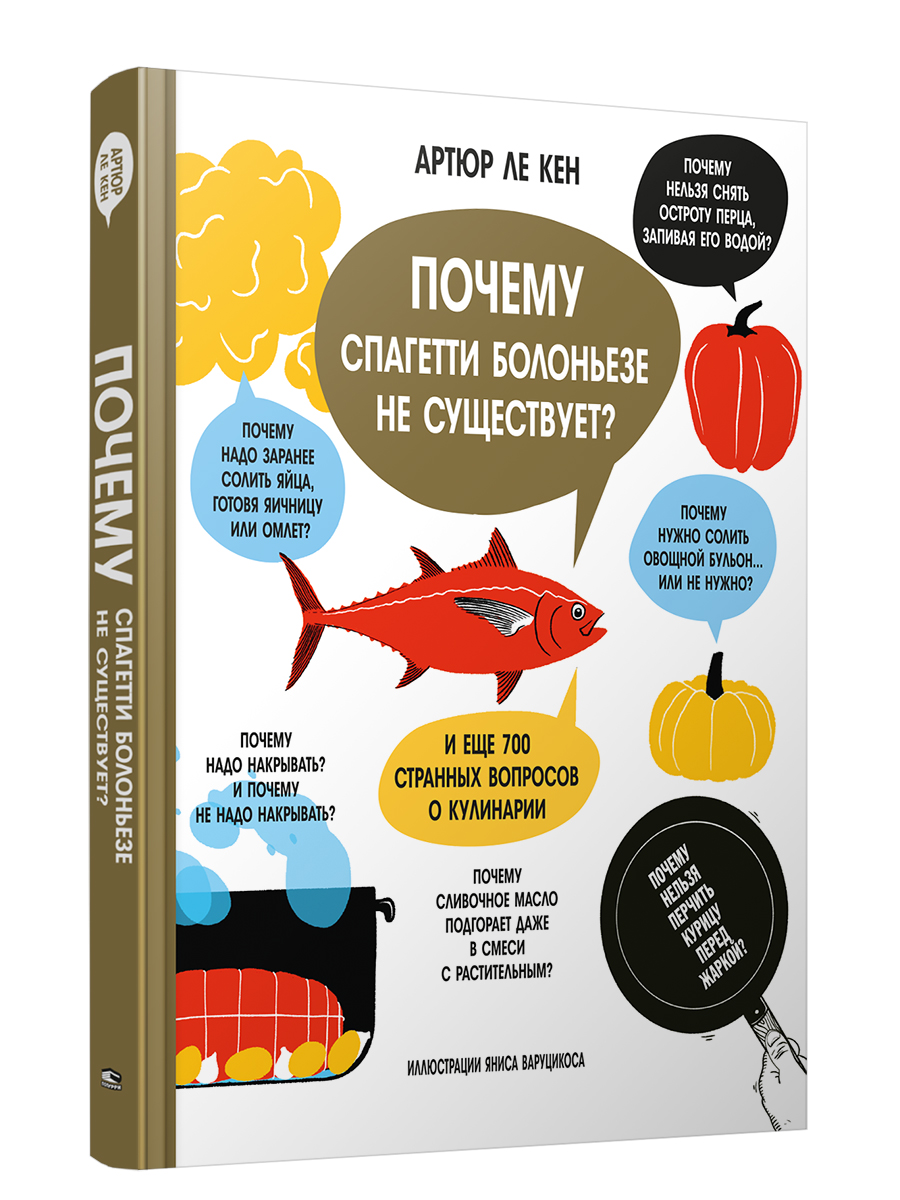 АРТЮР ЛЕ КЕН
ПОЧЕМУ
СПАГЕТТИ БОЛОНЬЕЗЕ
НЕ СУЩЕСТВУЕТ?
ПОЧЕМУ
НЕЛЬЗЯ СНЯТЬ
ОСТРОТУ ПЕРЦА,
ЗАПИВАЯ ЕГО ВОДОЙ?
ПОЧЕМУ
НАДО ЗАРАНЕЕ
СОЛИТЬ ЯЙЦА,
ГОТОВЯ ЯИЧНИЦУ
ИЛИ ОМЛЕТ?
ПОЧЕМУ
НУЖНО СОЛИТЬ
ОВОЩНОЙ БУЛЬОН...
ИЛИ НЕ НУЖНО?
И ЕЩЕ 700
СТРАННЫХ ВОПРОСОВ
О КУЛИНАРИИ
ПОЧЕМУ
НАДО НАКРЫВАТЬ?
И ПОЧЕМУ
НЕ НАДО НАКРЫВАТЬ?
ПОЧЕМУ
СЛИВОЧНОЕ МАСЛО
ПОДГОРАЕТ ДАЖЕ
В СМЕСИ
С РАСТИТЕЛЬНЫМ?
ПОЧЕМУ
НЕЛЬЗЯ
ПЕРЧИТЬ
КУРИЦУ
ПЕРЕД
ЖАРКОЙ?
ИЛЛЮСТРАЦИИ ЯНИСА ВАРУЦИКОСА
АРТЮР
ЛЕ КЕН
ПОЧЕМУ
СПАГЕТТИ БОЛОНЬЕЗЕ
НЕ СУЩЕСТВУЕТ?
ПОПУРРИ